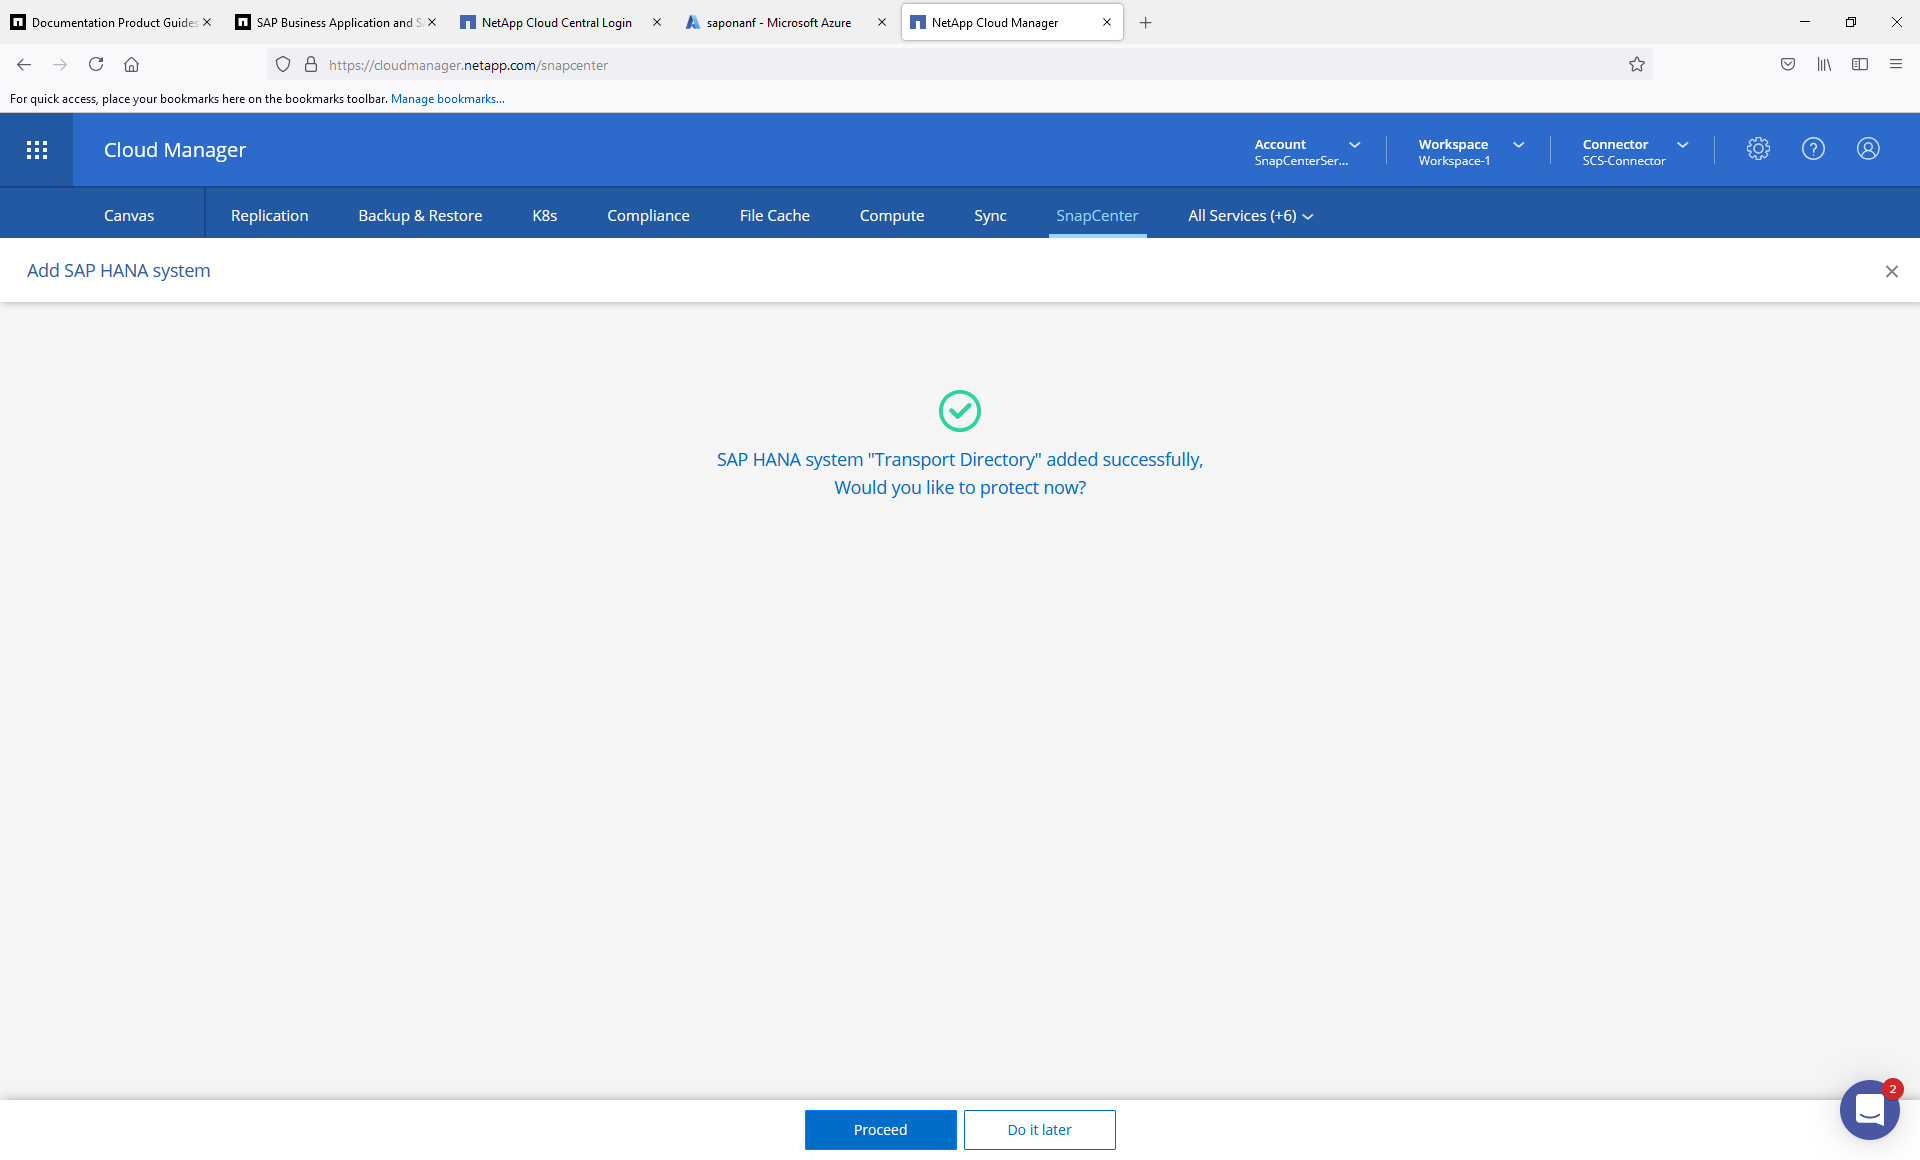 Documentation Product Guides
SAP Business Application and S
NetApp Cloud Central Login
saponanf - Microsoft Azure
NetApp Cloud Manager
https://cloudmanager.netapp.com/snapcenter
For quick access, place your bookmarks here on the bookmarks toolbar. Manage bookmarks...
Cloud Manager
Account
SnapCenterSer...
Workspace
Workspace-1
Connector
SCS-Connector
Canvas
Replication
Backup & Restore
K8s
Compliance
File Cache
Compute
Sync
SnapCenter
All Services (+6)
Add SAP HANA system
SAP HANA system "Transport Directory" added successfully,
Would you like to protect now?
2
Proceed
Do it later